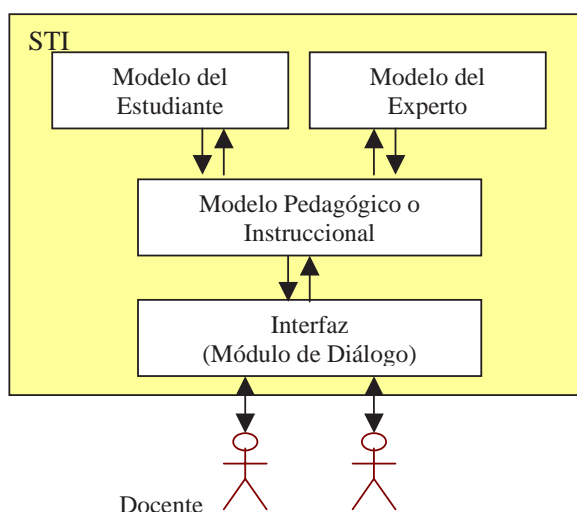 STI
Modelo del
Estudiante
Modelo del
Experto
Modelo Pedagógico o
Instruccional
Interfaz
(Módulo de Diálogo)
Docente